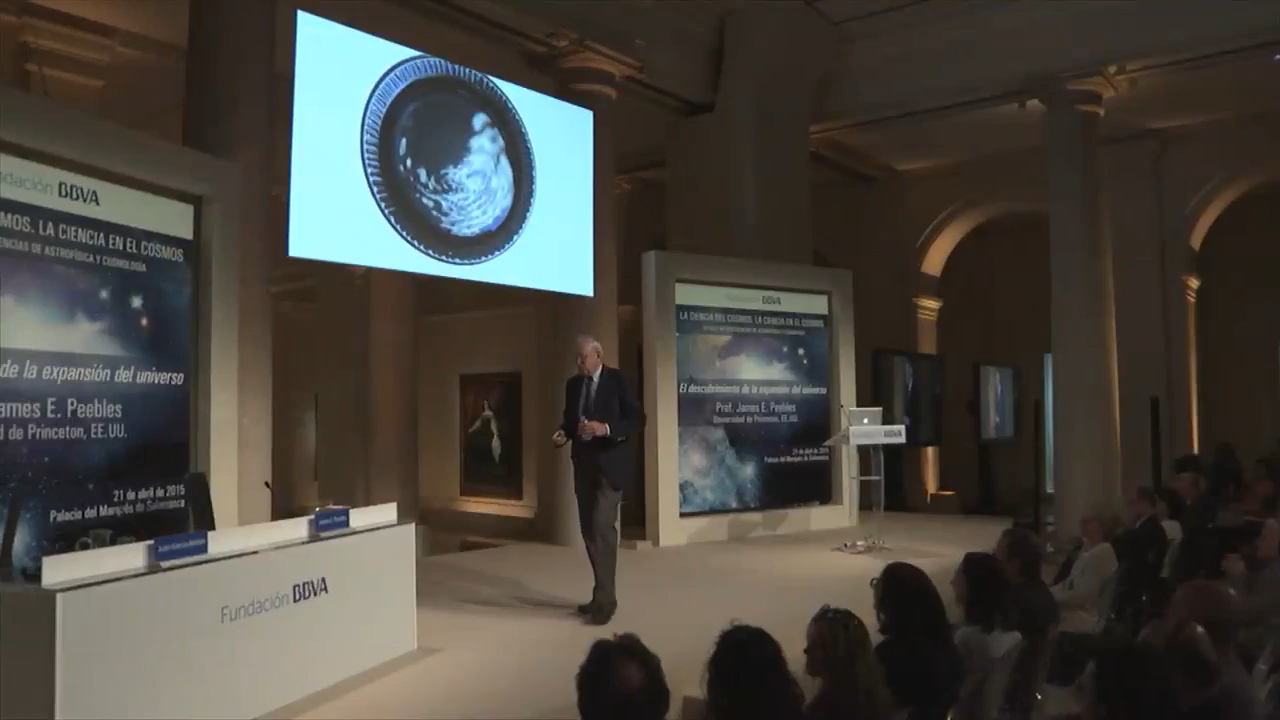 dación BBVA
MOS. LA CIENCIA EN EL COSMOS
ENCIAS DE ASTROFÍSICA Y COSMOLOGÍA
de la expansión del universo
ames E. Peebles
d de Princeton, EE.UU.
21 de abril de 2015
Palacio del Marqués de Salamanca
Fundación BBVA
Fundación BBVA
LA CIENCIA DEL COSMOS. LA CIENCIA EN EL COSMOS
El descubrimiento de la expansión del universo
Prof. James E. Peebles
Universidad de Princeton, EE.UU.
21 de abril de 2015
Palacio del Marqués de Salamanca
BBVA